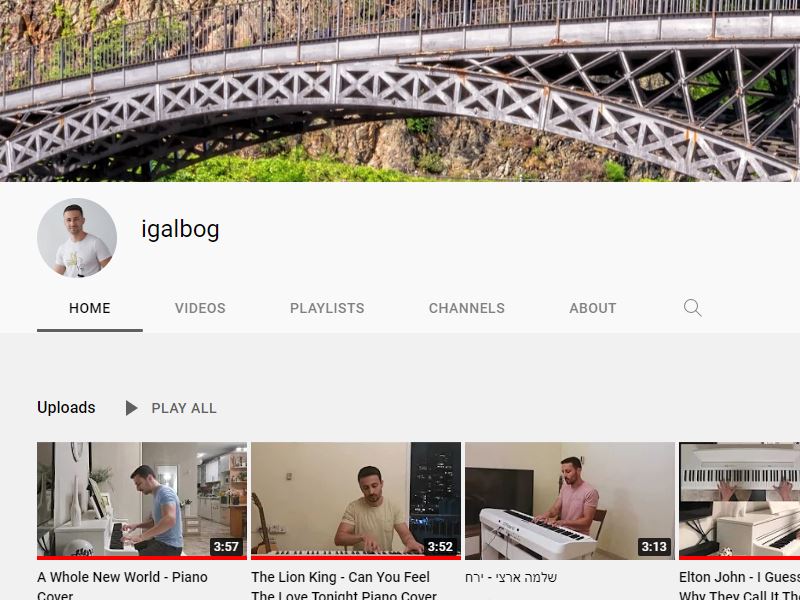 igalbog
HOME
VIDEOS
PLAYLISTS
CHANNELS
ABOUT
Uploads
PLAY ALL
3:57
3:52
3:13
A Whole New World - Piano
Cover
The Lion King - Can You Feel
The Love Tonight Piano Cover
שלמה ארצי - ירח
Elton John - I Guess
Why They Call It The